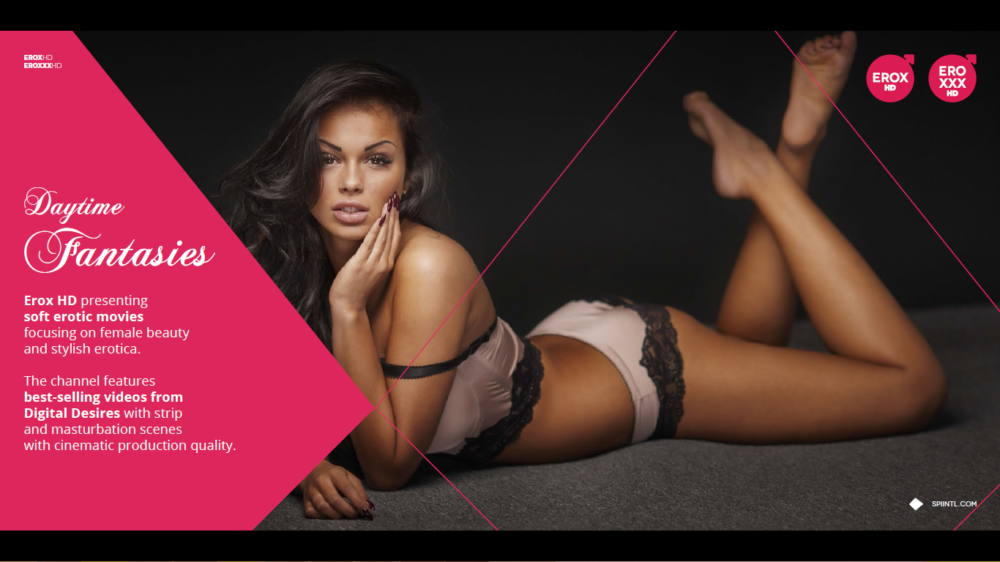 EROXHD
EROXXXHD
EROX
HD
ERO
XXX
HD
Daytime
Fantasies
Erox HD presenting
soft erotic movies
focusing on female beauty
and stylish erotica.
The channel features
best-selling videos from
Digital Desires with strip
and masturbation scenes
with cinematic production quality.
SPIINTL.COM